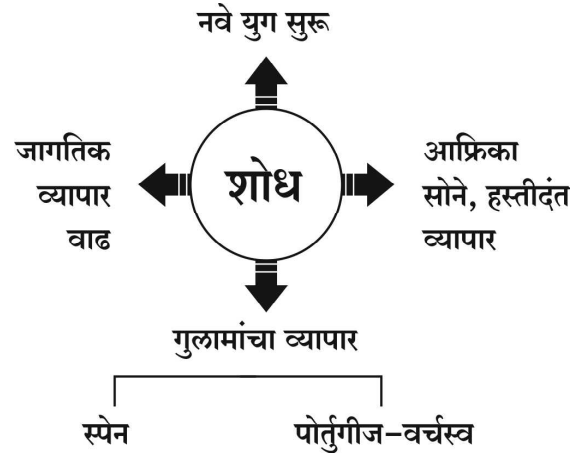 नवे युग सुरू
जागतिक
व्यापार
वाढ
शोध
आफ्रिका
सोने, हस्तीदंत
व्यापार
गुलामांचा व्यापार
स्पेन
पोर्तुगीज–वर्चस्व